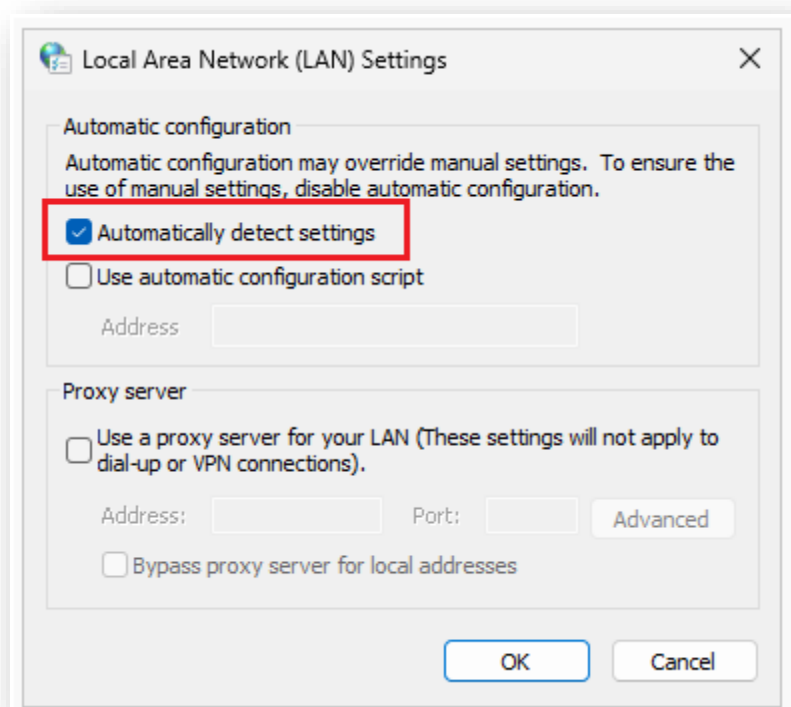 Local Area Network (LAN) Settings
Automatic configuration
Automatic configuration may override manual settings. To ensure the
use of manual settings, disable automatic configuration.
Automatically detect settings
Use automatic configuration script
Address
Proxy server
Use a proxy server for your LAN (These settings will not apply to
dial-up or VPN connections).
Address: Port: Advanced
Bypass proxy server for local addresses
OK Cancel